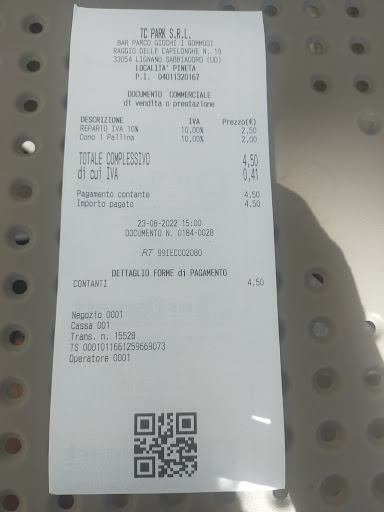 TC PARK S.R.L.
BAR PARCO GIOCHI I GOMMOSI
RAGGIO DELLE CAPELONGHE N. 19
33054 LIGNANO SABBIADORO (UD)
LOCALITA' PINETA
P.I. 04011320167
DOCUMENTO COMMERCIALE
di vendita o prestazione
DESCRIZIONE IVA Prezzo(€)
REPARTO IVA 10% 10,00% 2,50
Cono 1 Pallina 10,00% 2,00
TOTALE COMPLESSIVO 4,50
di cui IVA 0,41
Pagamento contante 4,50
Importo pagato 4,50
23-08-2022 15:00
DOCUMENTO N. 0184-0028
RT 99IEC002080
DETTAGLIO FORME di PAGAMENTO
CONTANTI 4,50
Negozio 0001
Cassa 001
Trans. n. 15528
TS 0001011661259669073
Operatore 0001